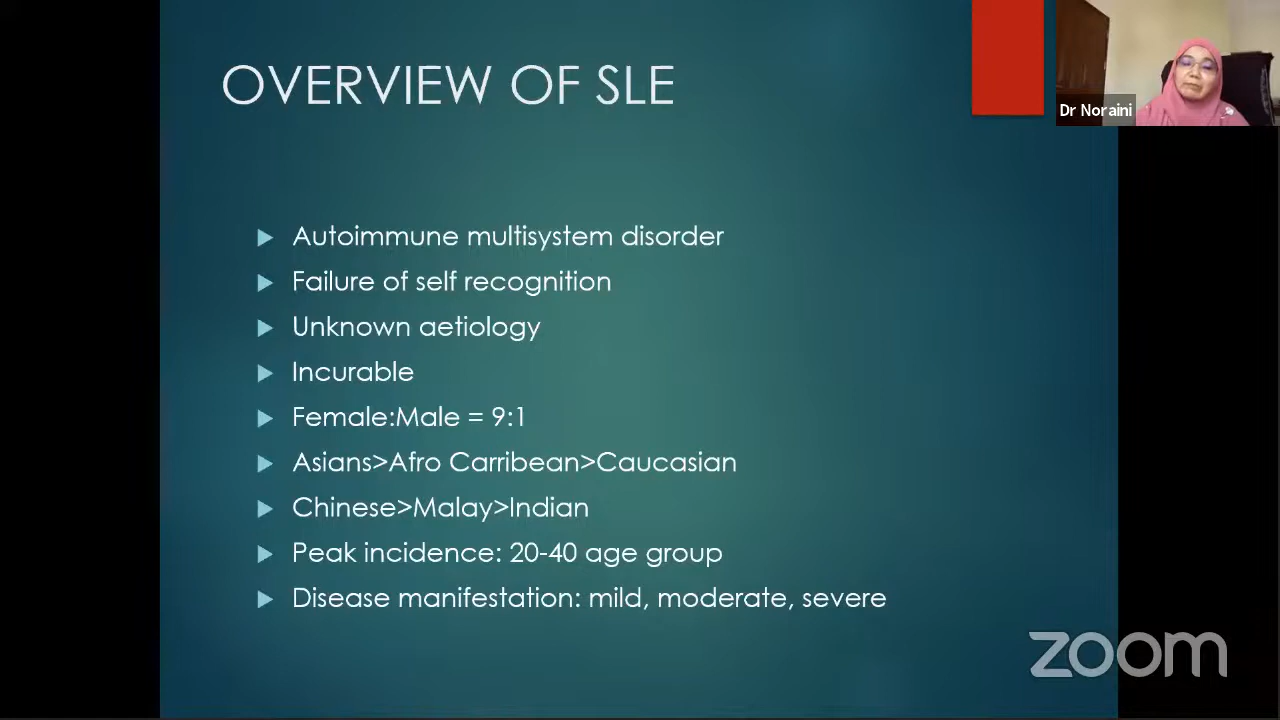 OVERVIEW OF SLE
Dr Noraini
Autoimmune multisystem disorder
Failure of self recognition
Unknown aetiology
Incurable
Female:Male = 9:1
Asians>Afro Carribean>Caucasian
Chinese>Malay>Indian
Peak incidence: 20-40 age group
Disease manifestation: mild, moderate, severe
zoom